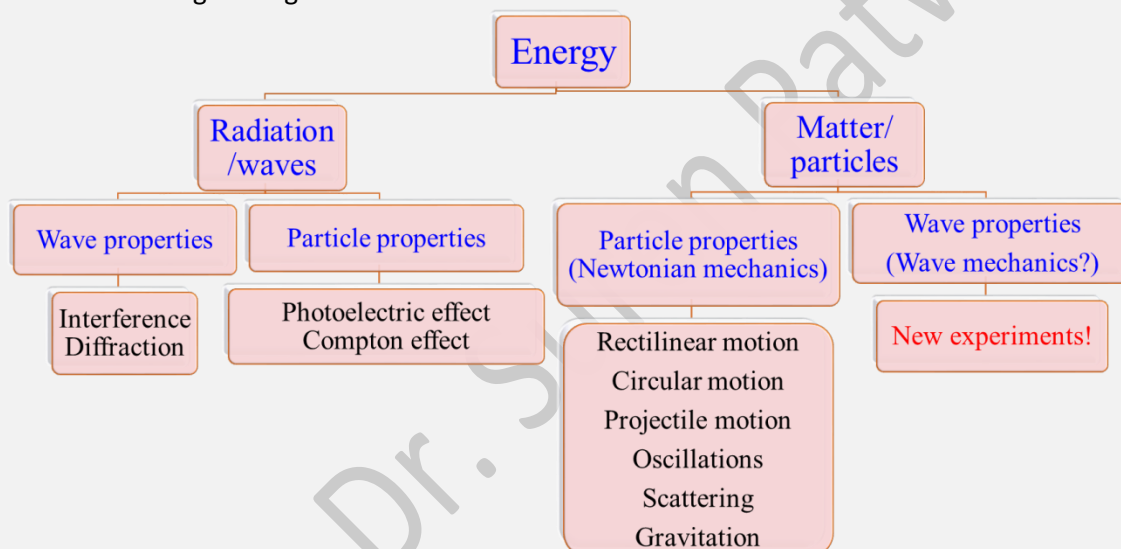 Energy
Radiation
/waves
Matter/
particles
Wave properties
Particle properties
Particle properties
(Newtonian mechanics)
Wave properties
(Wave mechanics?)
Interference
Diffraction
Photoelectric effect
Compton effect
Rectilinear motion
Circular motion
Projectile motion
Oscillations
Scattering
Gravitation
New experiments!
Dr.